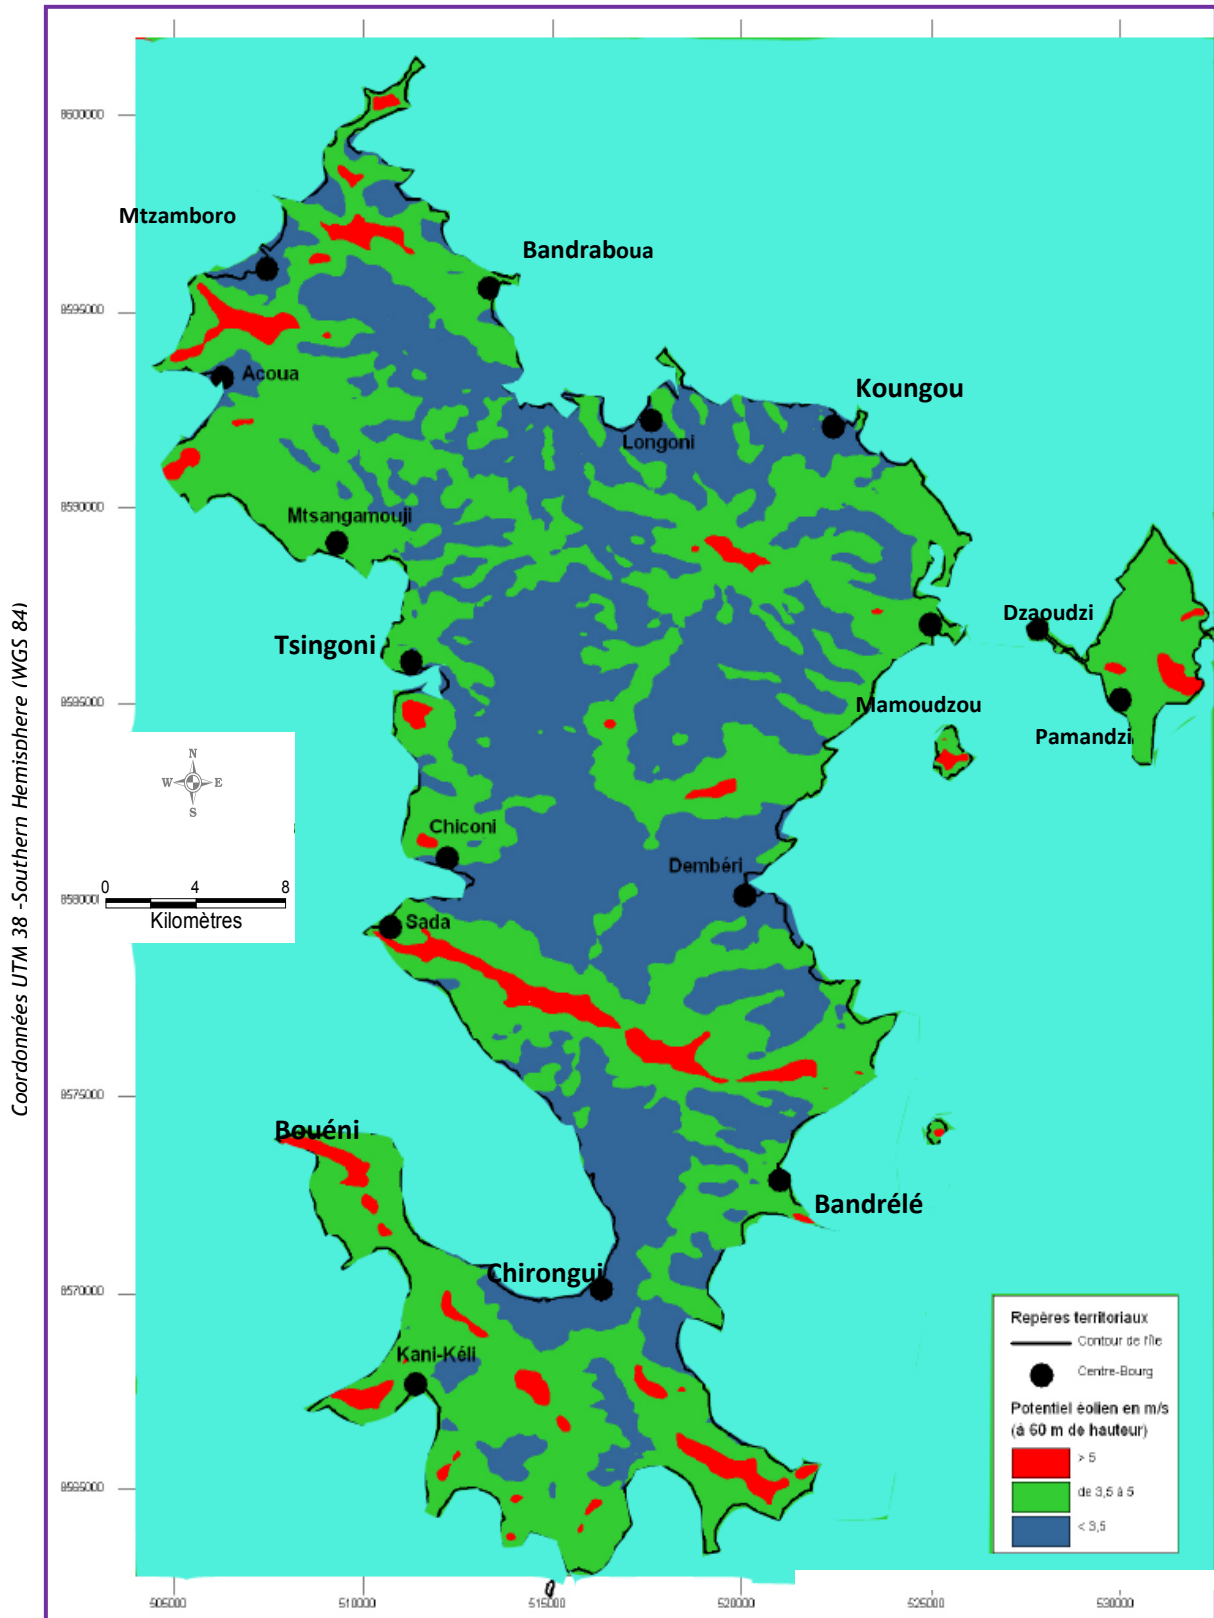 Coordonnées UTM 38 -Southern Hemisphere (WGS 84)
8600000
Mtzamboro
Bandraboua
8595000
Acoua
Koungou
Longoni
8590000
Mtsangamouji
Dzaoudzi
Tsingoni
8585000
Mamoudzou
Pamandzi
N
W E
S
Chiconi
Dembéri
0 4 8
Kilomètres
8580000
Sada
8575000
Bouéni
Bandrélé
Chirongui
8570000
Kani-Kéli
8565000
Repères territoriaux
Contour de l'île
Centre-Bourg
Potentiel éolien en m/s
(à 60 m de hauteur)
> 5
de 3,5 à 5
< 3,5
505000 510000 515000 520000 525000 530000